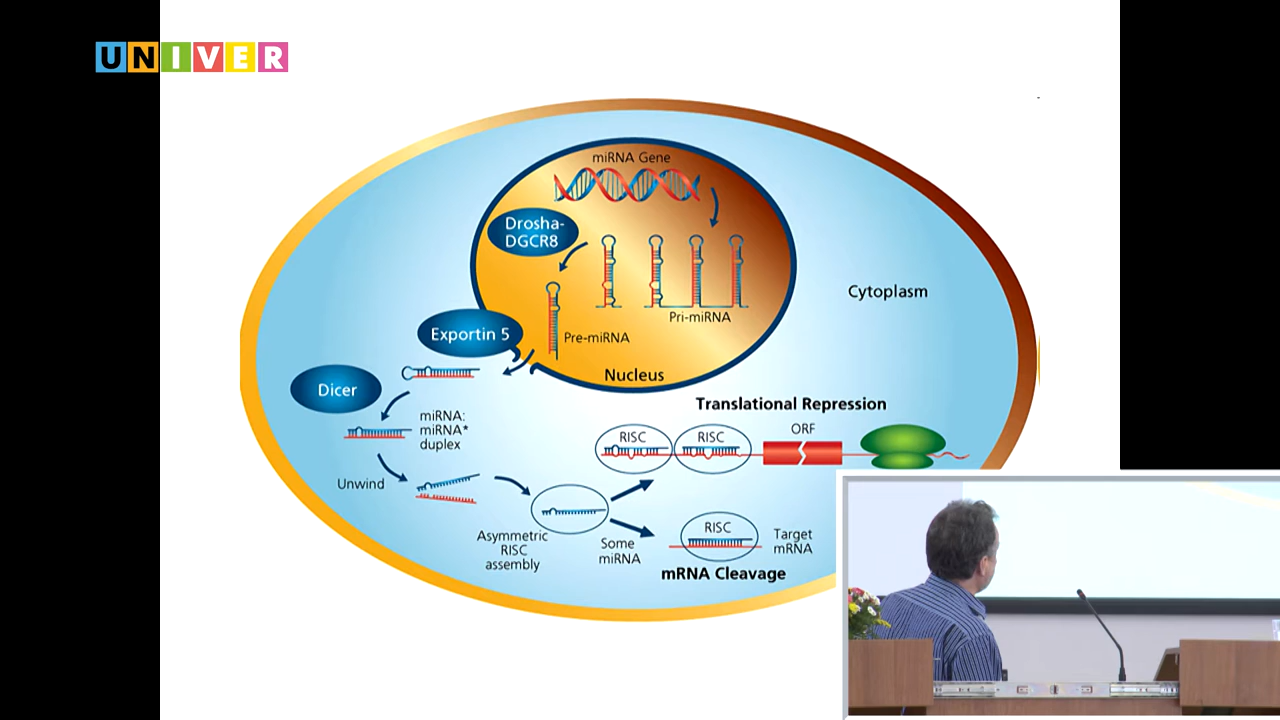 UNIVER
miRNA Gene
Drosha-
DGCR8
Pri-miRNA
Cytoplasm
Exportin 5
Pre-miRNA
Nucleus
Dicer
miRNA:
miRNA*
duplex
Translational Repression
RISC
RISC
ORF
Unwind
Asymmetric
RISC
assembly
Some
miRNA
RISC
Target
mRNA
mRNA Cleavage